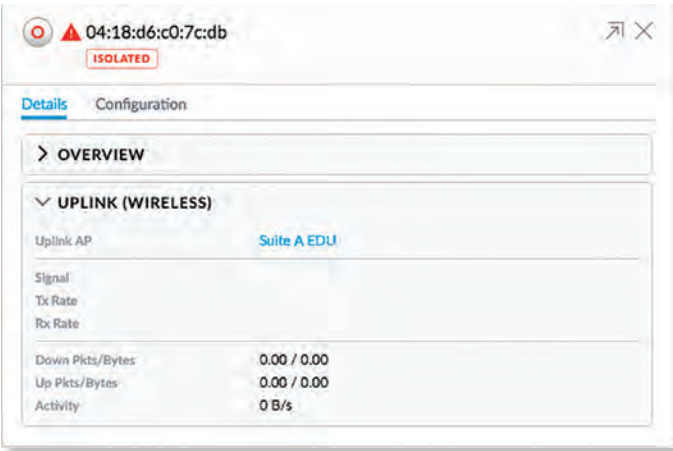 04:18:d6:c0:7c:db
ISOLATED
Details Configuration
OVERVIEW
UPLINK (WIRELESS)
Uplink AP Suite A EDU
Signal
Tx Rate
Rx Rate
Down Pkts/Bytes 0.00 / 0.00
Up Pkts/Bytes 0.00 / 0.00
Activity 0 B/s